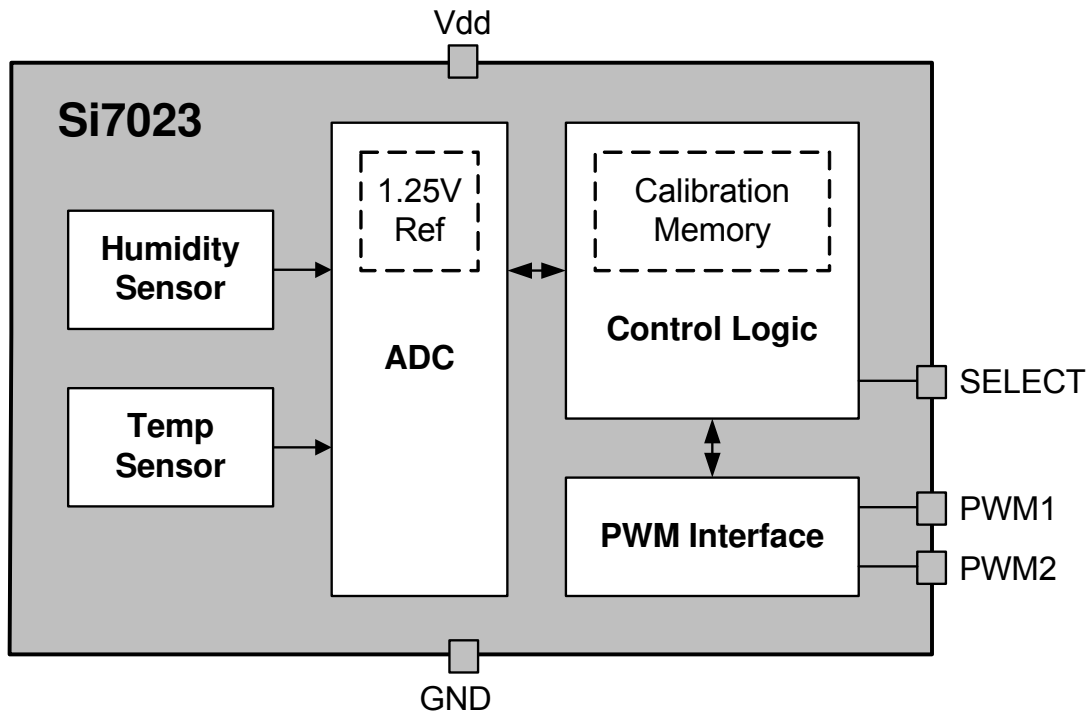 Vdd
Si7023
1.25V
Ref
Calibration
Memory
Humidity
Sensor
Control Logic
ADC
SELECT
Temp
Sensor
PWM1
PWM Interface
PWM2
GND